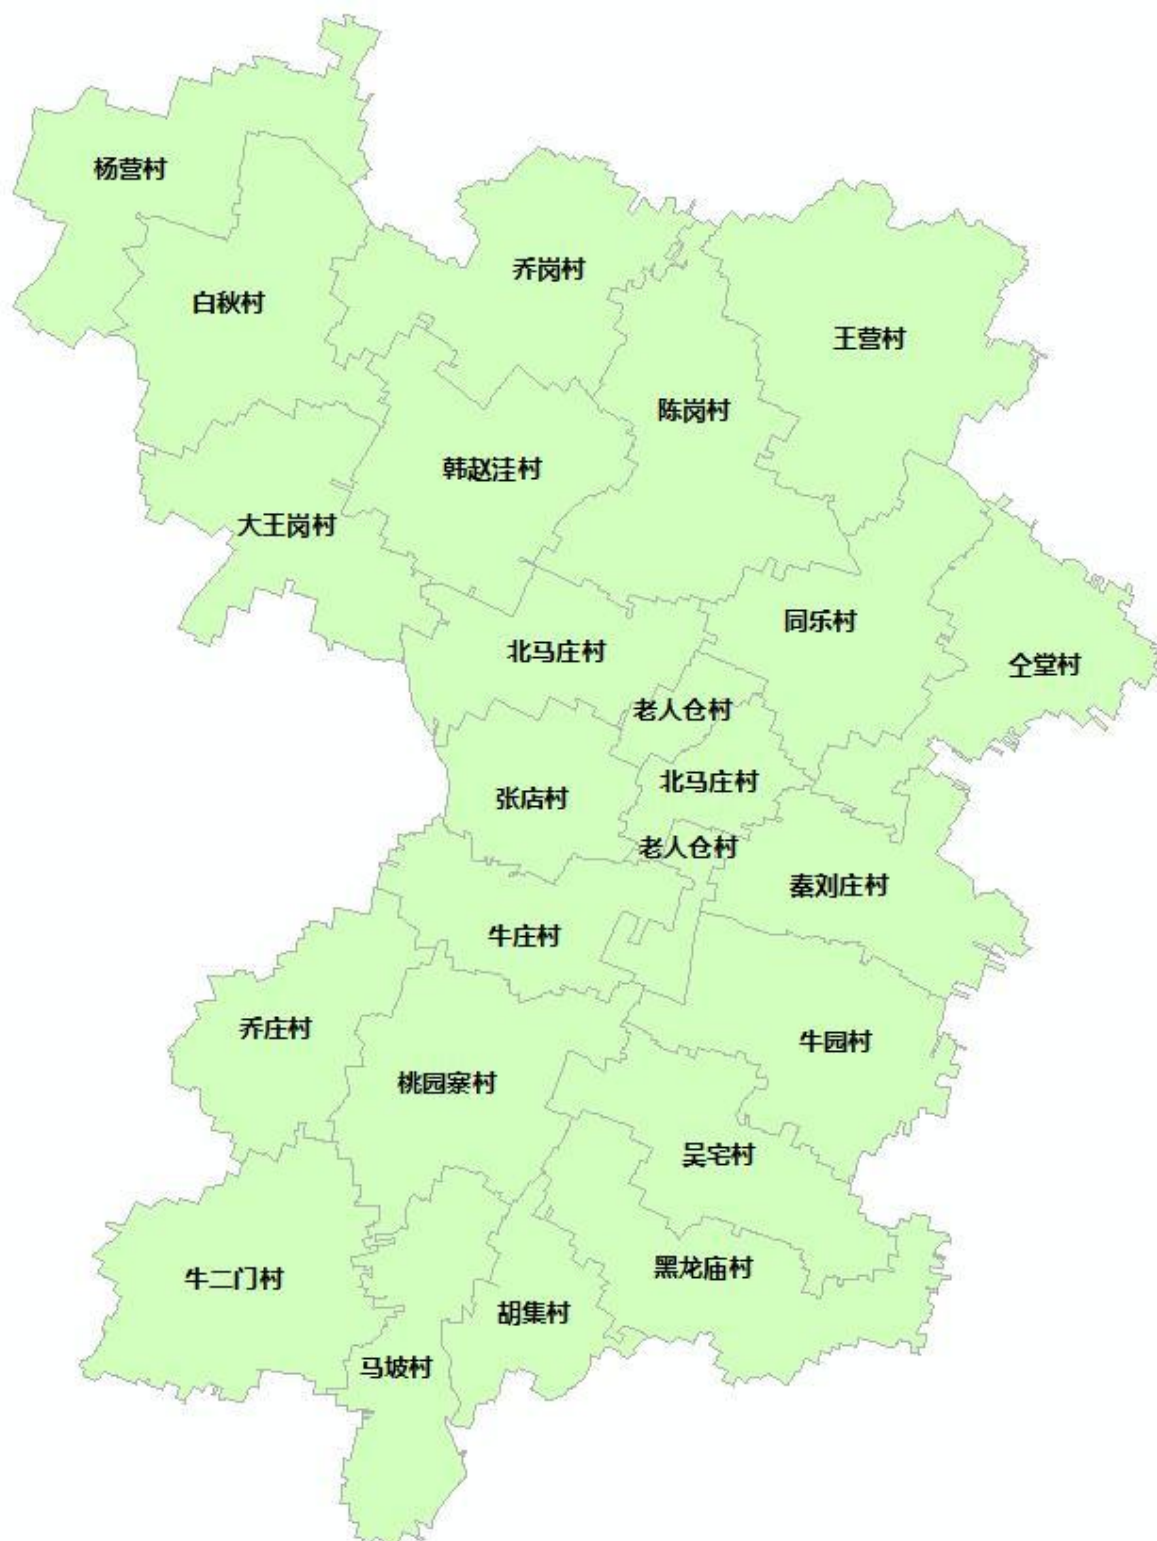 杨营村
乔岗村
白秋村
王营村
陈岗村
韩赵洼村
大王岗村
同乐村
北马庄村
仝堂村
老人仓村
北马庄村
张店村
老人仓村
秦刘庄村
牛庄村
乔庄村
牛园村
桃园寨村
吴宅村
黑龙庙村
牛二门村
胡集村
马坡村